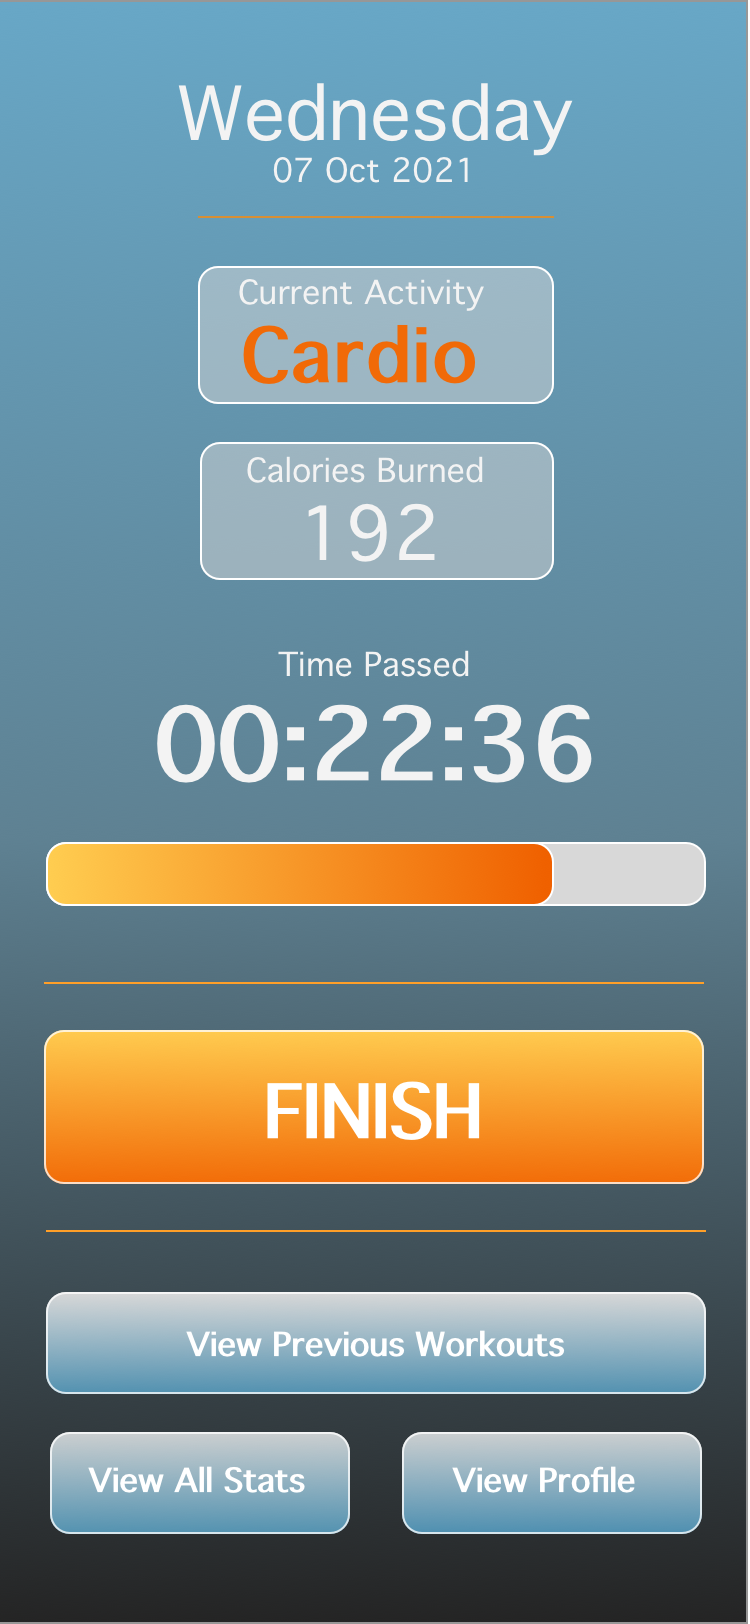 Wednesday
07 Oct 2021
Current Activity
Cardio
Calories Burned
192
Time Passed
00:22:36
FINISH
View Previous Workouts
View All Stats
View Profile